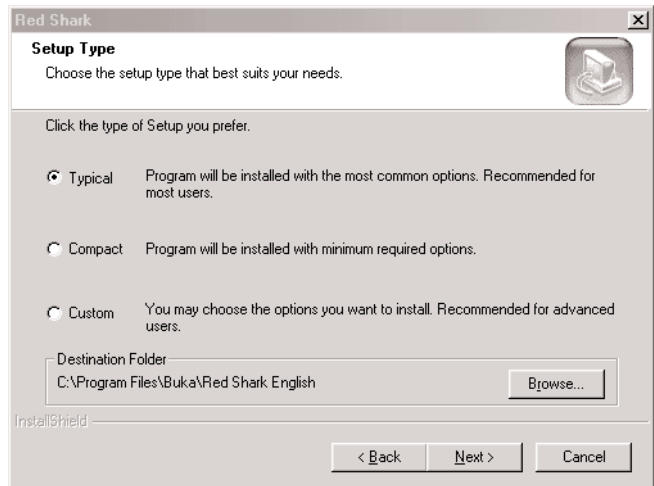 Red Shark
Setup Type
Choose the setup type that best suits your needs.
Click the type of Setup you prefer.
Typical Program will be installed with the most common options. Recommended for
most users.
Compact Program will be installed with minimum required options.
Custom You may choose the options you want to install. Recommended for advanced
users.
Destination Folder
C:\Program Files\Buka\Red Shark English
Browse...
InstallShield
< Back Next > Cancel